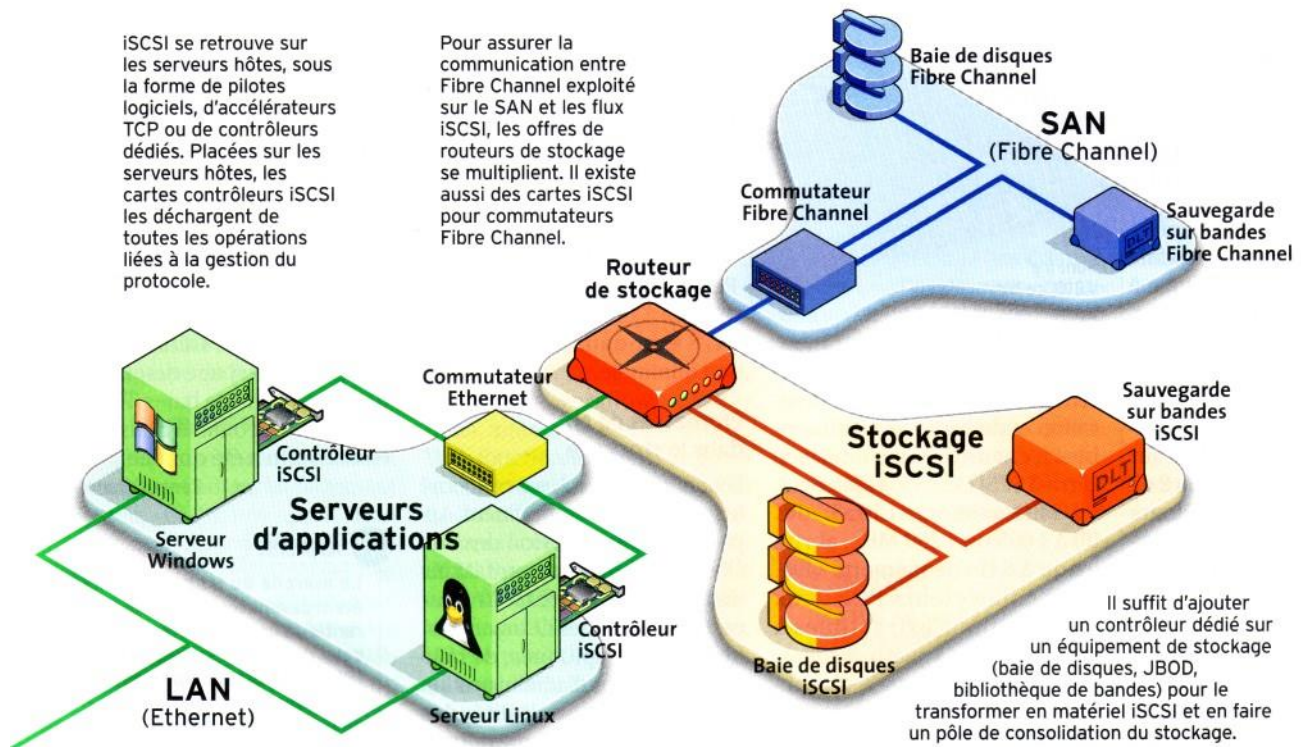 iSCSI se retrouve sur
les serveurs hôtes, sous
la forme de pilotes
logiciels, d'accélérateurs
TCP ou de contrôleurs
dédiés. Placées sur les
serveurs hôtes, les
cartes contrôleurs iSCSI
les déchargent de
toutes les opérations
liées à la gestion du
protocole.
Pour assurer la
communication entre
Fibre Channel exploité
sur le SAN et les flux
iSCSI, les offres de
routeurs de stockage
se multiplient. Il existe
aussi des cartes iSCSI
pour commutateurs
Fibre Channel.
Baie de disques
Fibre Channel
SAN
(Fibre Channel)
Commutateur
Fibre Channel
Sauvegarde
sur bandes
Fibre Channel
DLT
Routeur
de stockage
Commutateur
Ethernet
Contrôleur
iSCSI
Serveur
Windows
Serveurs
d'applications
Contrôleur
iSCSI
Serveur Linux
LAN
(Ethernet)
Stockage
iSCSI
Sauvegarde
sur bandes
iSCSI
DLT
Baie de disques
iSCSI
Il suffit d'ajouter
un contrôleur dédié sur
un équipement de stockage
(baie de disques, JBOD,
bibliothèque de bandes) pour le
transformer en matériel iSCSI et en faire
un pôle de consolidation du stockage.